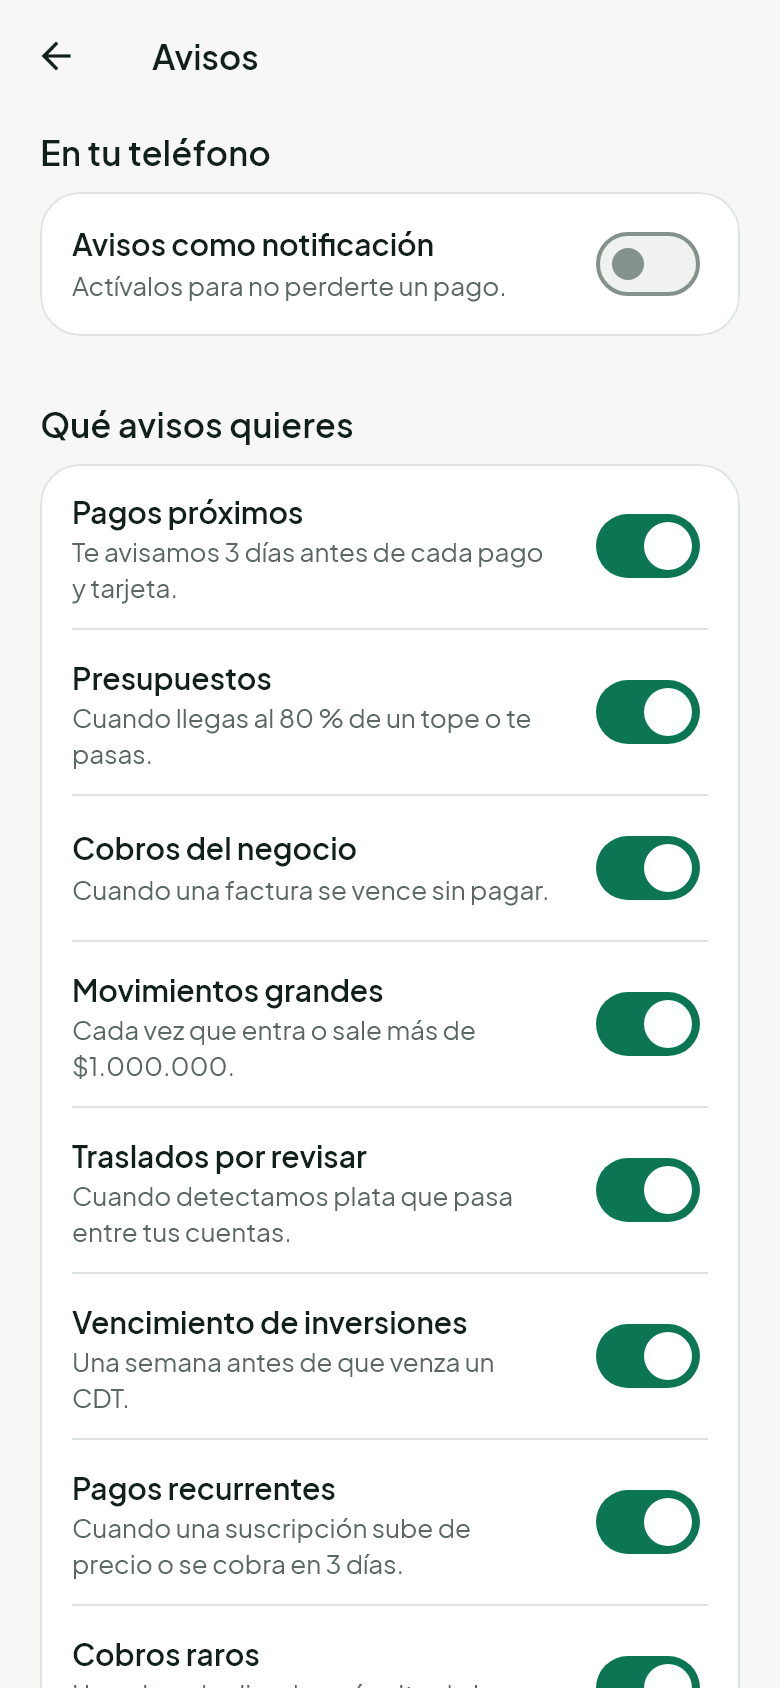 Avisos
En tu teléfono
Avisos como notificación
Actívalos para no perderte un pago.
Qué avisos quieres
Pagos próximos
Te avisamos 3 días antes de cada pago
y tarjeta.
Presupuestos
Cuando llegas al 80 % de un tope o te
pasas.
Cobros del negocio
Cuando una factura se vence sin pagar.
Movimientos grandes
Cada vez que entra o sale más de
$1.000.000.
Traslados por revisar
Cuando detectamos plata que pasa
entre tus cuentas.
Vencimiento de inversiones
Una semana antes de que venza un
CDT.
Pagos recurrentes
Cuando una suscripción sube de
precio o se cobra en 3 días.
Cobros raros